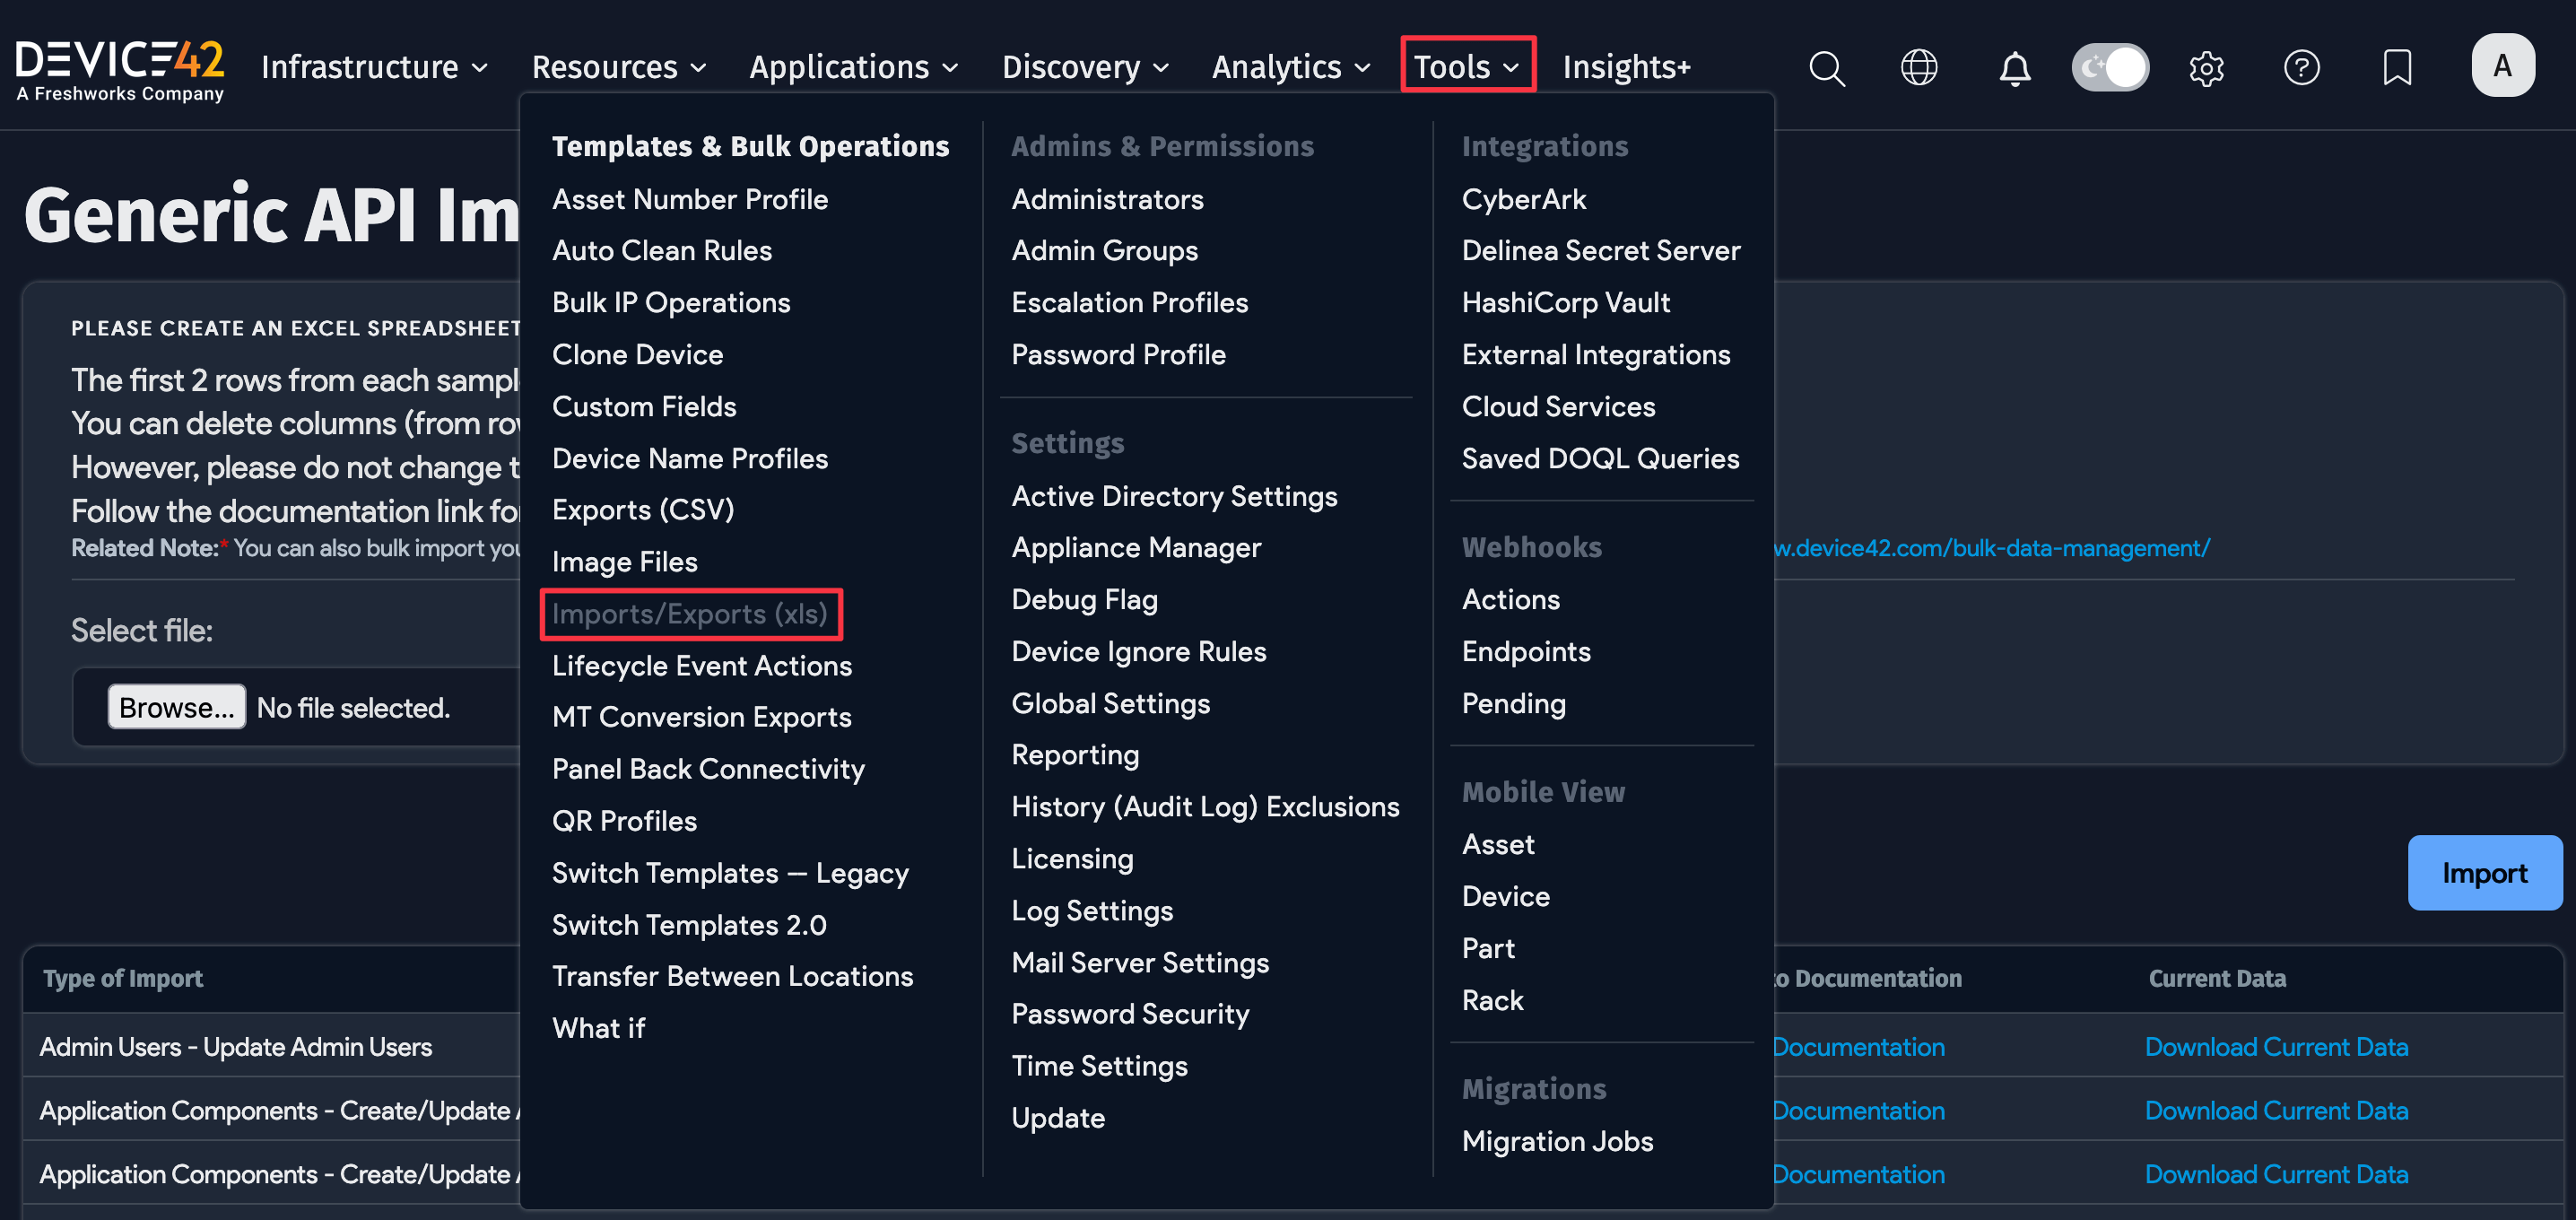 DEVICE42
A Freshworks Company
Infrastructure
Resources
Applications
Discovery
Analytics
Tools
Insights+
A
Generic API Im
PLEASE CREATE AN EXCEL SPREADSHEET
The first 2 rows from each sampl
You can delete columns (from row
However, please do not change t
Follow the documentation link for
Related Note:* You can also bulk import you
w.device42.com/bulk-data-management/
Select file:
Browse... No file selected.
Templates & Bulk Operations
Asset Number Profile
Auto Clean Rules
Bulk IP Operations
Clone Device
Custom Fields
Device Name Profiles
Exports (CSV)
Image Files
Imports/Exports (xls)
Lifecycle Event Actions
MT Conversion Exports
Panel Back Connectivity
QR Profiles
Switch Templates — Legacy
Switch Templates 2.0
Transfer Between Locations
What if
Admins & Permissions
Administrators
Admin Groups
Escalation Profiles
Password Profile
Settings
Active Directory Settings
Appliance Manager
Debug Flag
Device Ignore Rules
Global Settings
Reporting
History (Audit Log) Exclusions
Licensing
Log Settings
Mail Server Settings
Password Security
Time Settings
Update
Integrations
CyberArk
Delinea Secret Server
HashiCorp Vault
External Integrations
Cloud Services
Saved DOQL Queries
Webhooks
Actions
Endpoints
Pending
Mobile View
Asset
Device
Part
Rack
Migrations
Migration Jobs
Import
Type of Import
o Documentation
Current Data
Admin Users - Update Admin Users
Documentation
Download Current Data
Application Components - Create/Update A
Documentation
Download Current Data
Application Components - Create/Update A
Documentation
Download Current Data